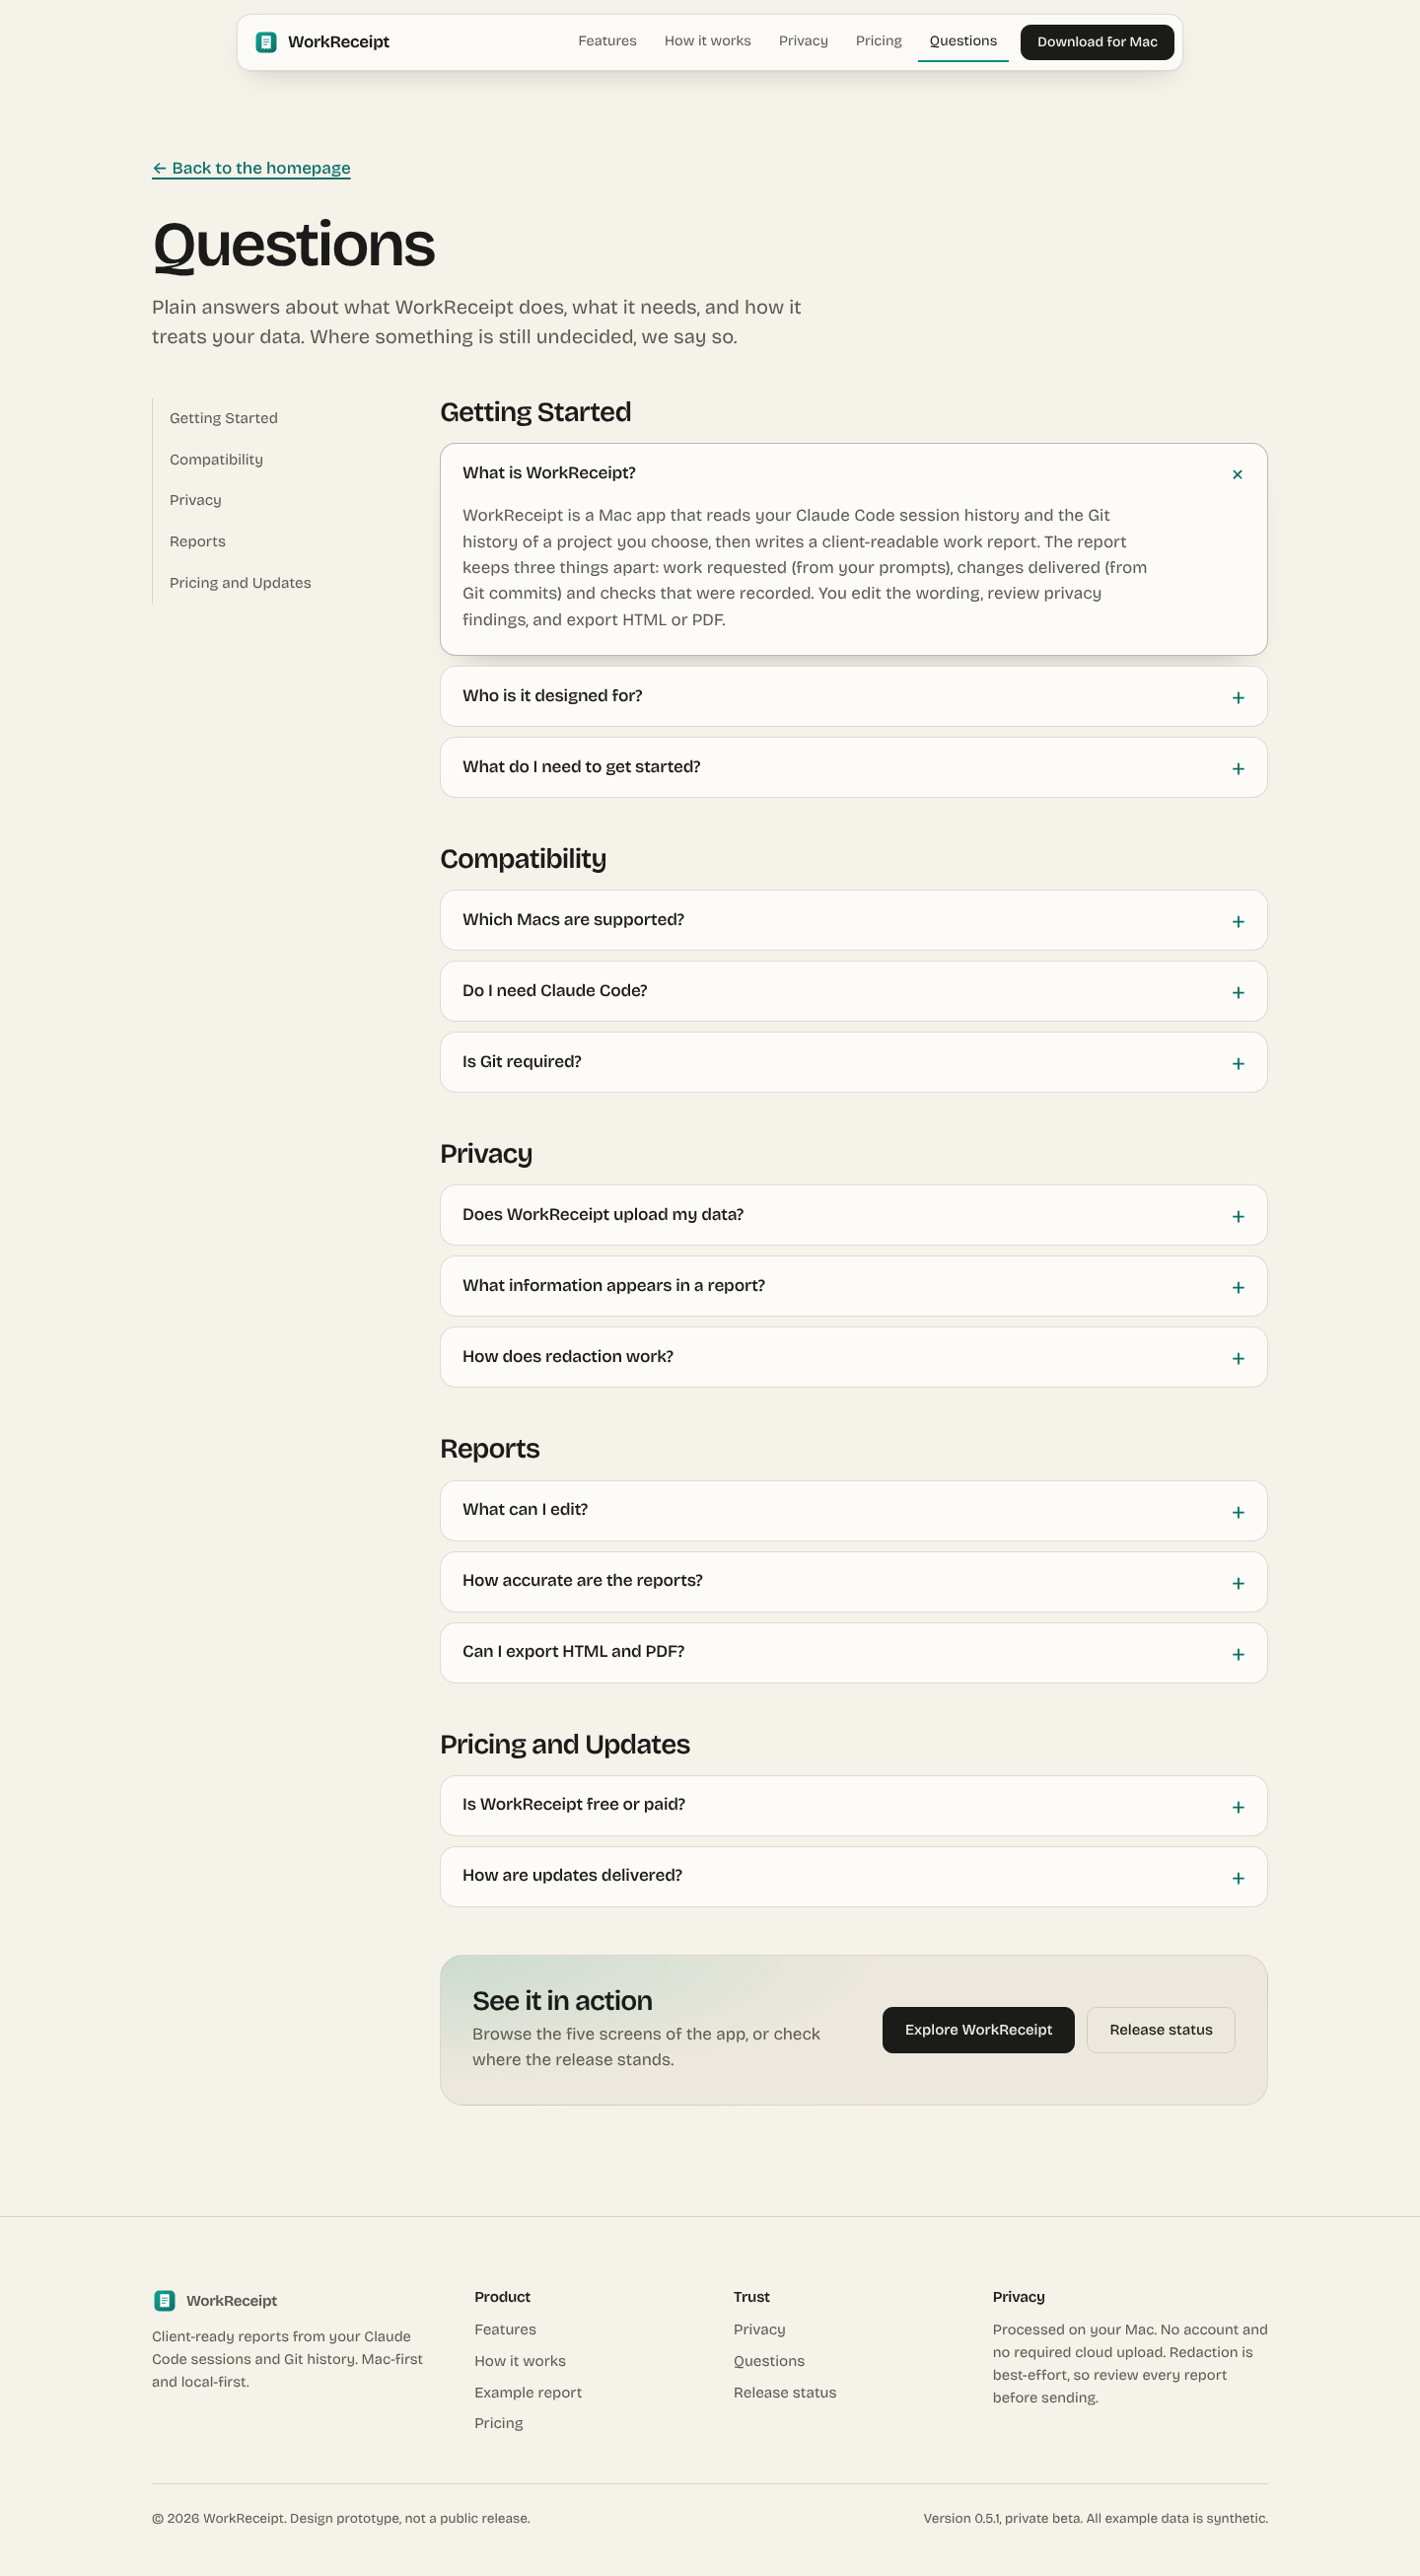 WorkReceipt
Features
How it works
Privacy
Pricing
Questions
Download for Mac
← Back to the homepage
Questions
Plain answers about what WorkReceipt does, what it needs, and how it
treats your data. Where something is still undecided, we say so.
Getting Started
Compatibility
Privacy
Reports
Pricing and Updates
Getting Started
What is WorkReceipt?
WorkReceipt is a Mac app that reads your Claude Code session history and the Git
history of a project you choose, then writes a client-readable work report. The report
keeps three things apart: work requested (from your prompts), changes delivered (from
Git commits) and checks that were recorded. You edit the wording, review privacy
findings, and export HTML or PDF.
Who is it designed for?
What do I need to get started?
Compatibility
Which Macs are supported?
Do I need Claude Code?
Is Git required?
Privacy
Does WorkReceipt upload my data?
What information appears in a report?
How does redaction work?
Reports
What can I edit?
How accurate are the reports?
Can I export HTML and PDF?
Pricing and Updates
Is WorkReceipt free or paid?
How are updates delivered?
See it in action
Browse the five screens of the app, or check
where the release stands.
Explore WorkReceipt
Release status
WorkReceipt
Client-ready reports from your Claude
Code sessions and Git history. Mac-first
and local-first.
Product
Features
How it works
Example report
Pricing
Trust
Privacy
Questions
Release status
Privacy
Processed on your Mac. No account and
no required cloud upload. Redaction is
best-effort, so review every report
before sending.
© 2026 WorkReceipt. Design prototype, not a public release.
Version 0.5.1, private beta. All example data is synthetic.